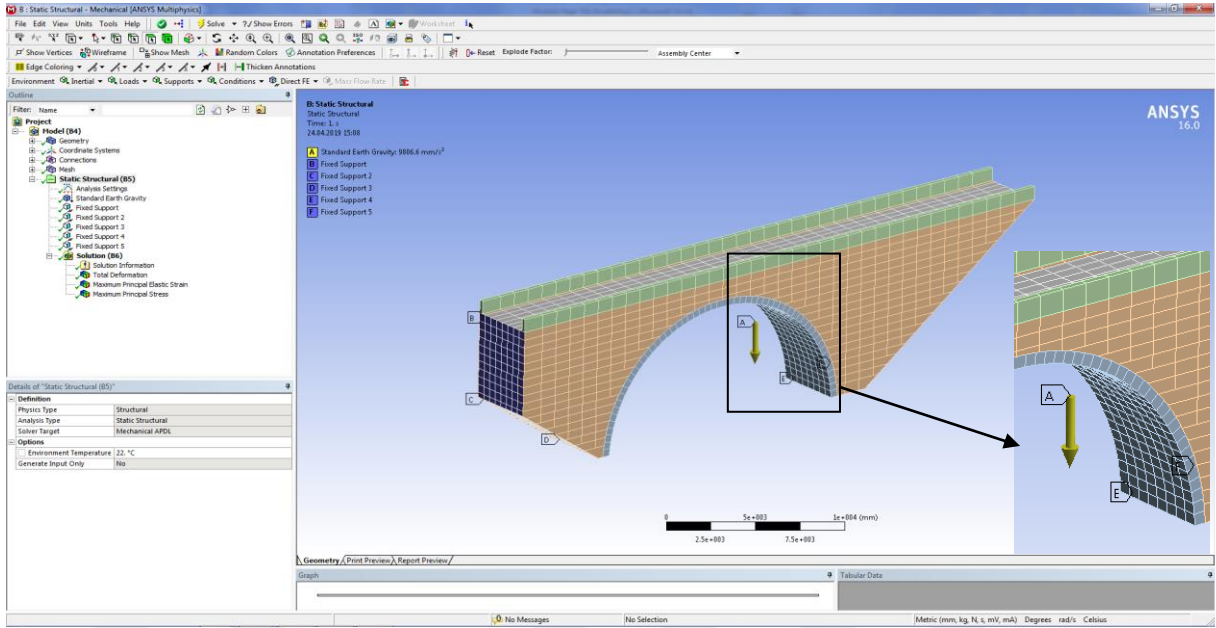 B : Static Structural - Mechanical [ANSYS Multiphysics]
File Edit View Units Tools Help Solve ?/ Show Errors Worksheet
Show Vertices Wireframe Show Mesh Random Colors Annotation Preferences Reset Explode Factor: Assembly Center
Edge Coloring Thicken Annotations
Environment Inertial Loads Supports Conditions Direct FE Mass Flow Rate
Outline
Filter: Name
Project
Model (B4)
Geometry
Coordinate Systems
Connections
Mesh
Static Structural (B5)
Analysis Settings
Standard Earth Gravity
Fixed Support
Fixed Support 2
Fixed Support 3
Fixed Support 4
Fixed Support 5
Solution (B6)
Solution Information
Total Deformation
Maximum Principal Elastic Strain
Maximum Principal Stress
Details of "Static Structural (B5)"
Definition
Physics Type Structural
Analysis Type Static Structural
Solver Target Mechanical APDL
Options
Environment Temperature 22. °C
Generate Input Only No
B: Static Structural
Static Structural
Time: 1. s
24.04.2019 15:08
A Standard Earth Gravity: 9806.6 mm/s²
B Fixed Support
C Fixed Support 2
D Fixed Support 3
E Fixed Support 4
F Fixed Support 5
ANSYS
16.0
B
A
F
E
C
D
A
F
E
0 5e+003 1e+004 (mm)
2.5e+003 7.5e+003
Geometry Print Preview Report Preview
Graph
Tabular Data
No Messages No Selection Metric (mm, kg, N, s, mV, mA) Degrees rad/s Celsius